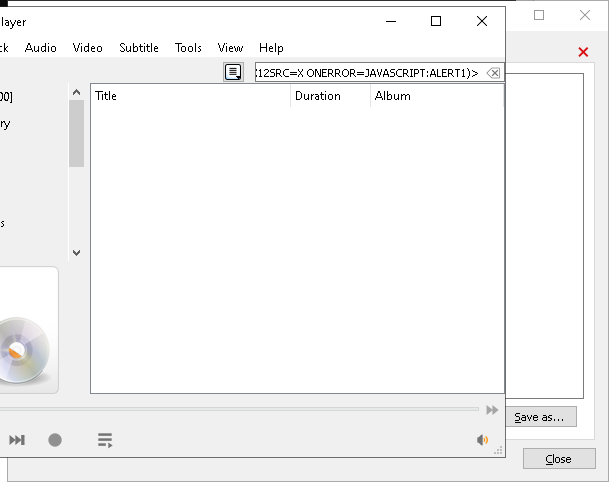 layer
ck Audio Video Subtitle Tools View Help
X12SRC=X ONERROR=JAVASCRIPT:ALERT1)>
00]
Title Duration Album
ry
s
Save as...
Close